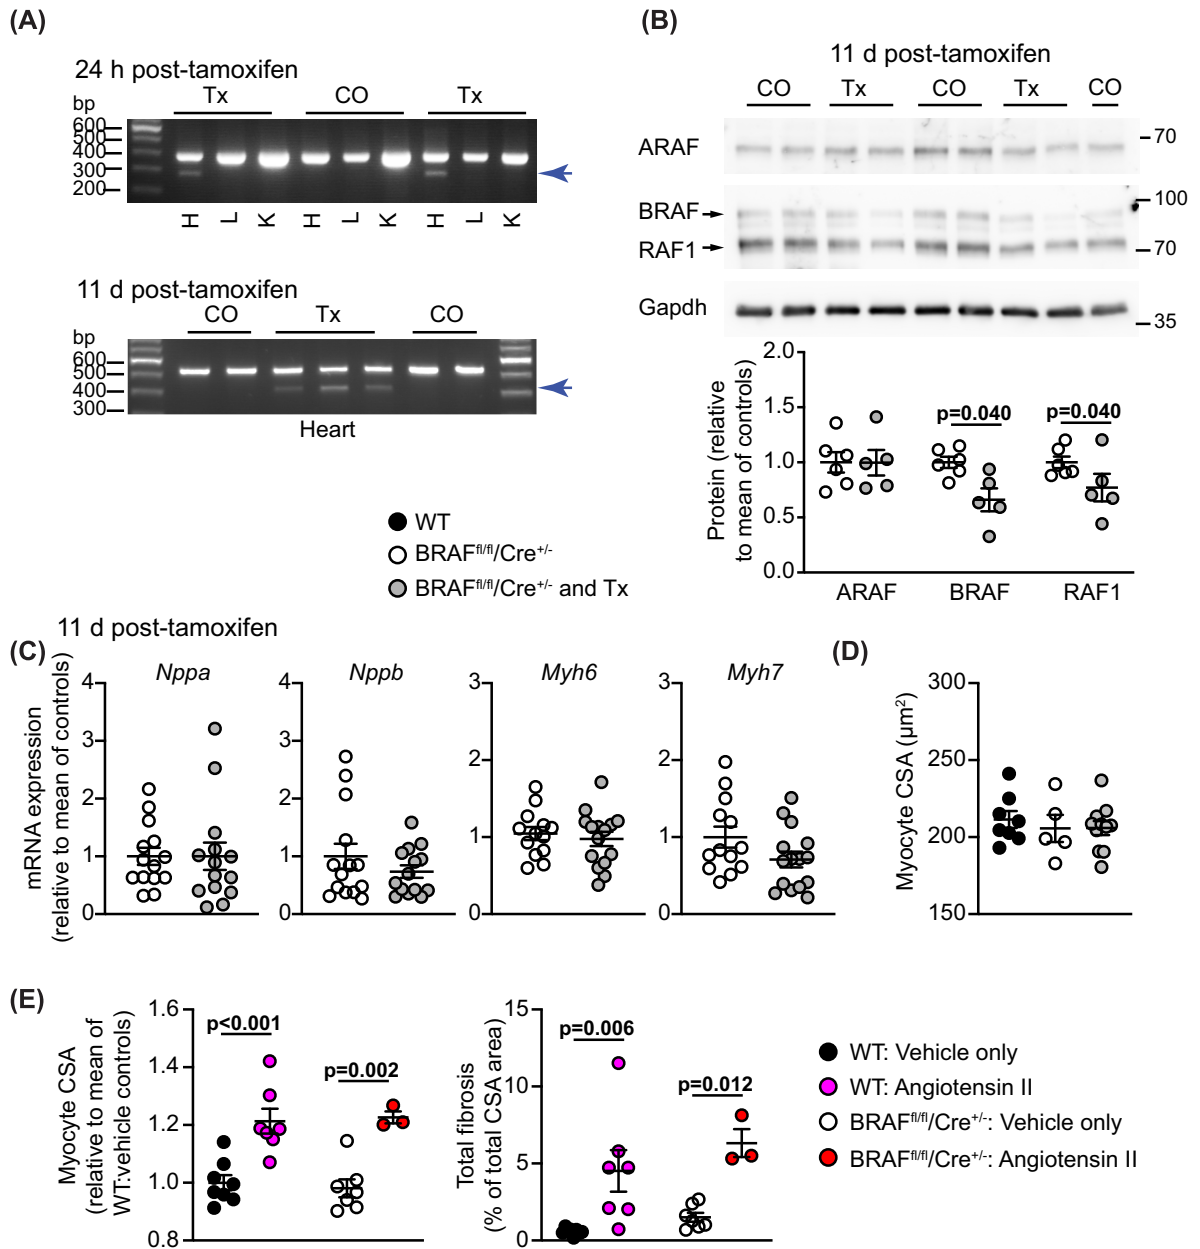 (A)
24 h post-tamoxifen
bp
Tx CO Tx
600
500
400
300
200
H L K H L K H L K
11 d post-tamoxifen
bp
CO Tx CO
600
500
400
300
Heart
(B)
11 d post-tamoxifen
CO Tx CO Tx CO
ARAF
70
BRAF
100
RAF1
70
Gapdh
35
Protein (relative
to mean of controls)
2.0
1.5
1.0
0.5
0.0
p=0.040
p=0.040
ARAF BRAF RAF1
WT
BRAFfl/fl/Cre+/-
BRAFfl/fl/Cre+/- and Tx
11 d post-tamoxifen
(C)
mRNA expression
(relative to mean of controls)
Nppa
4
3
2
1
0
Nppb
4
3
2
1
0
Myh6
3
2
1
0
Myh7
3
2
1
0
(D)
Myocyte CSA (µm2)
300
250
200
150
(E)
Myocyte CSA
(relative to mean of
WT:vehicle controls)
1.6
1.4
1.2
1.0
0.8
p<0.001
p=0.002
Total fibrosis
(% of total CSA area)
15
10
5
0
p=0.006
p=0.012
WT: Vehicle only
WT: Angiotensin II
BRAFfl/fl/Cre+/-: Vehicle only
BRAFfl/fl/Cre+/-: Angiotensin II